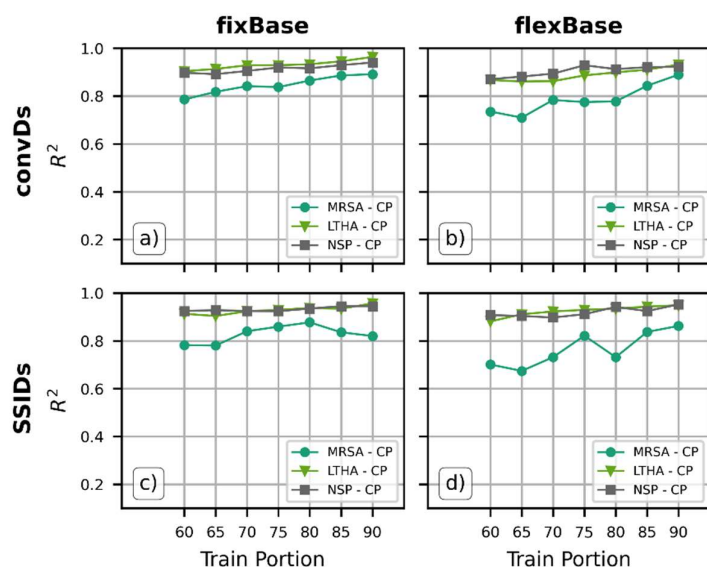 fixBase
flexBase
convDs
R²
1.0
0.8
0.6
0.4
0.2
MRSA - CP
LTHA - CP
NSP - CP
a)
MRSA - CP
LTHA - CP
NSP - CP
b)
SSIDs
R²
1.0
0.8
0.6
0.4
0.2
MRSA - CP
LTHA - CP
NSP - CP
c)
MRSA - CP
LTHA - CP
NSP - CP
d)
60 65 70 75 80 85 90
60 65 70 75 80 85 90
Train Portion
Train Portion